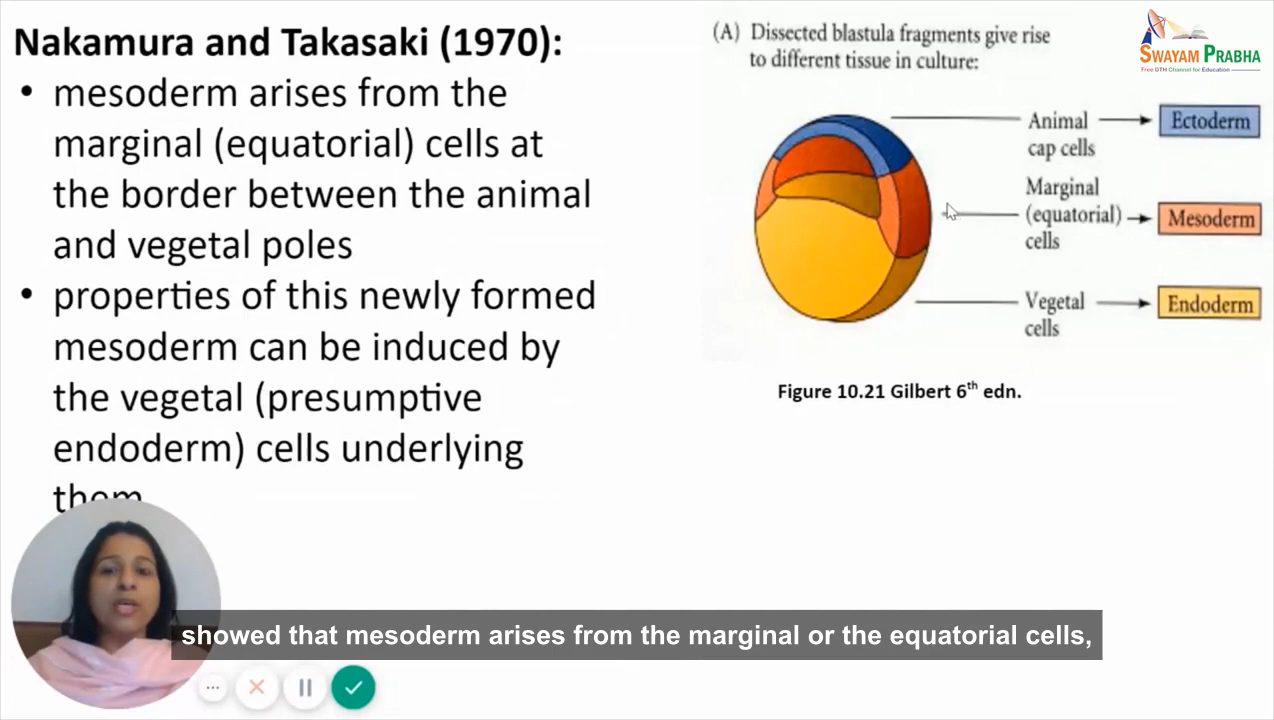 Nakamura and Takasaki (1970):
• mesoderm arises from the
marginal (equatorial) cells at
the border between the animal
and vegetal poles
• properties of this newly formed
mesoderm can be induced by
the vegetal (presumptive
endoderm) cells underlying
them
(A) Dissected blastula fragments give rise
to different tissue in culture:
Animal
cap cells
Ectoderm
Marginal
(equatorial)
cells
Mesoderm
Vegetal
cells
Endoderm
Figure 10.21 Gilbert 6th edn.
SWAYAM PRABHA
Free DTH Channel for Education
showed that mesoderm arises from the marginal or the equatorial cells,